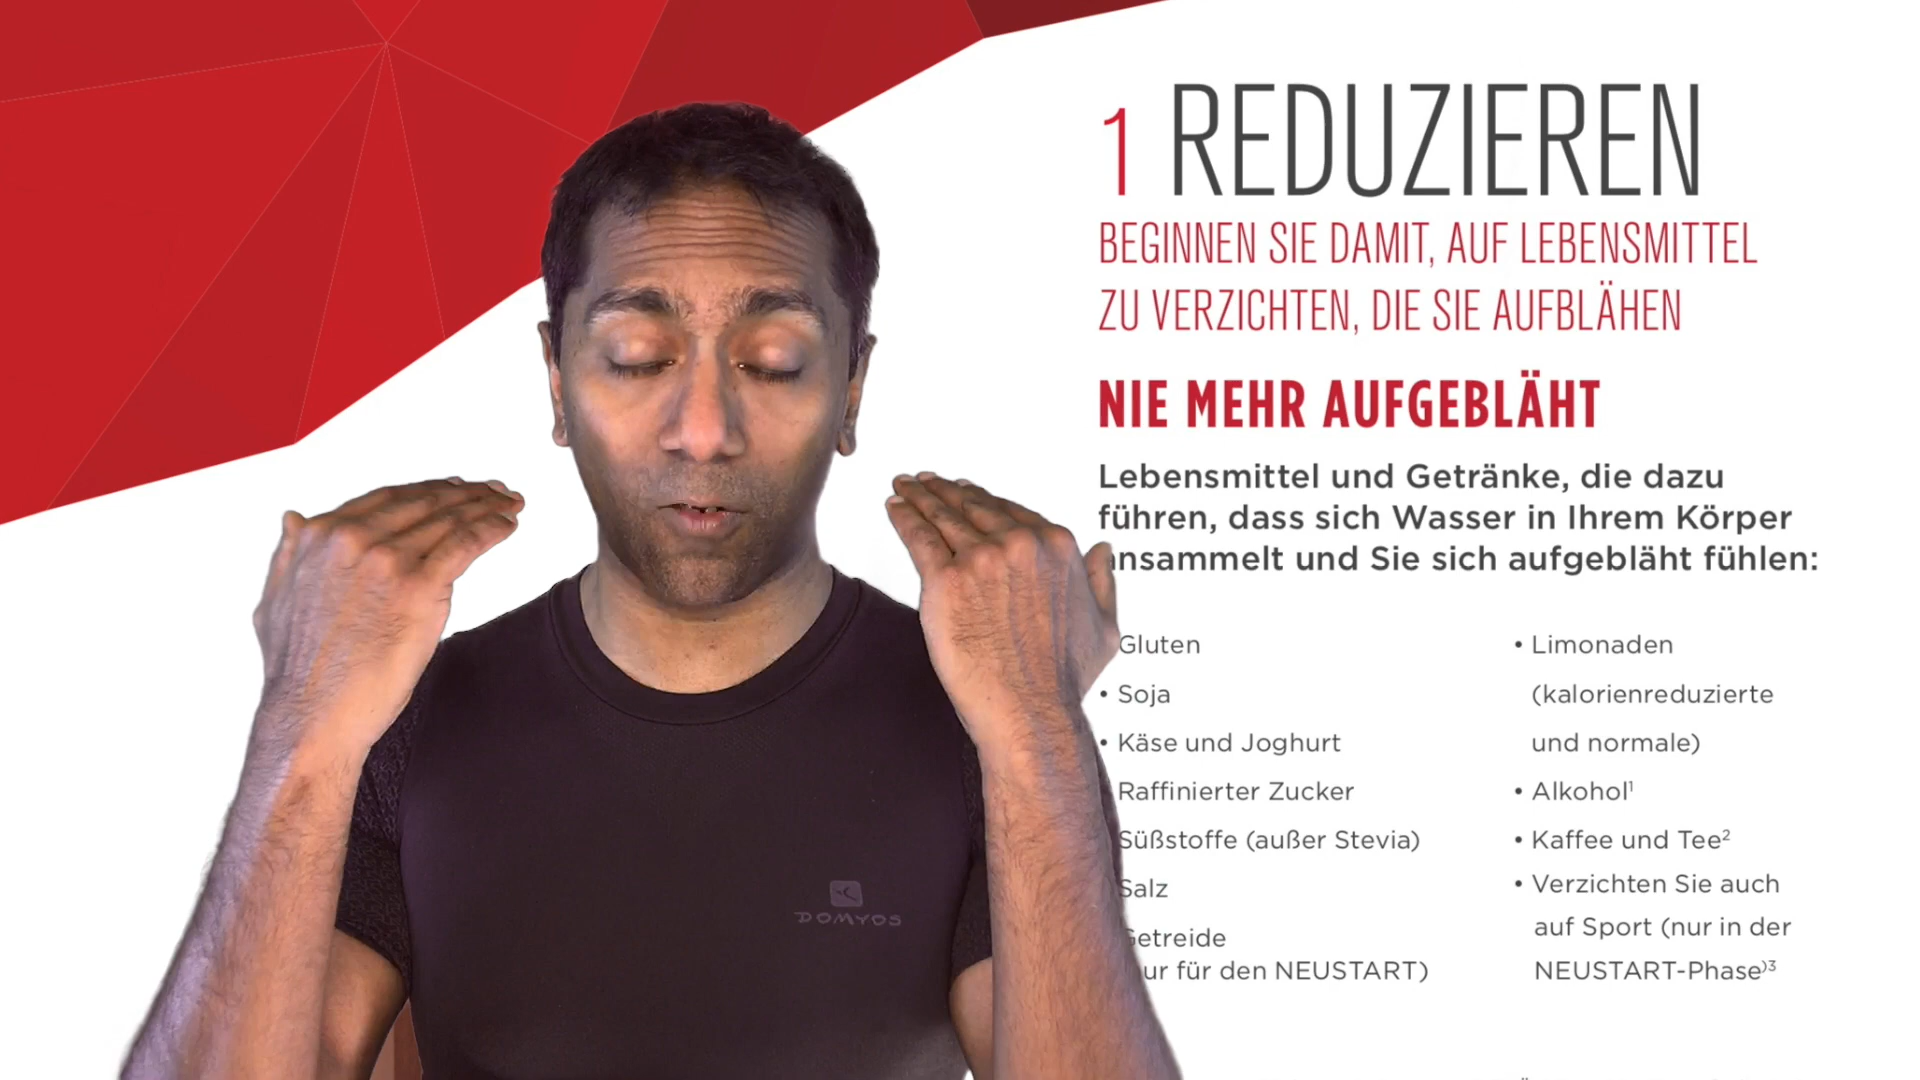 1 REDUZIEREN
BEGINNEN SIE DAMIT, AUF LEBENSMITTEL
ZU VERZICHTEN, DIE SIE AUFBLÄHEN
NIE MEHR AUFGEBLÄHT
Lebensmittel und Getränke, die dazu
führen, dass sich Wasser in Ihrem Körper
ansammelt und Sie sich aufgebläht fühlen:
Gluten
• Soja
• Käse und Joghurt
Raffinierter Zucker
Süßstoffe (außer Stevia)
Salz
Getreide
ur für den NEUSTART)
• Limonaden
(kalorienreduzierte
und normale)
• Alkohol¹
• Kaffee und Tee²
• Verzichten Sie auch
auf Sport (nur in der
NEUSTART-Phase⁾³
DOMYOS